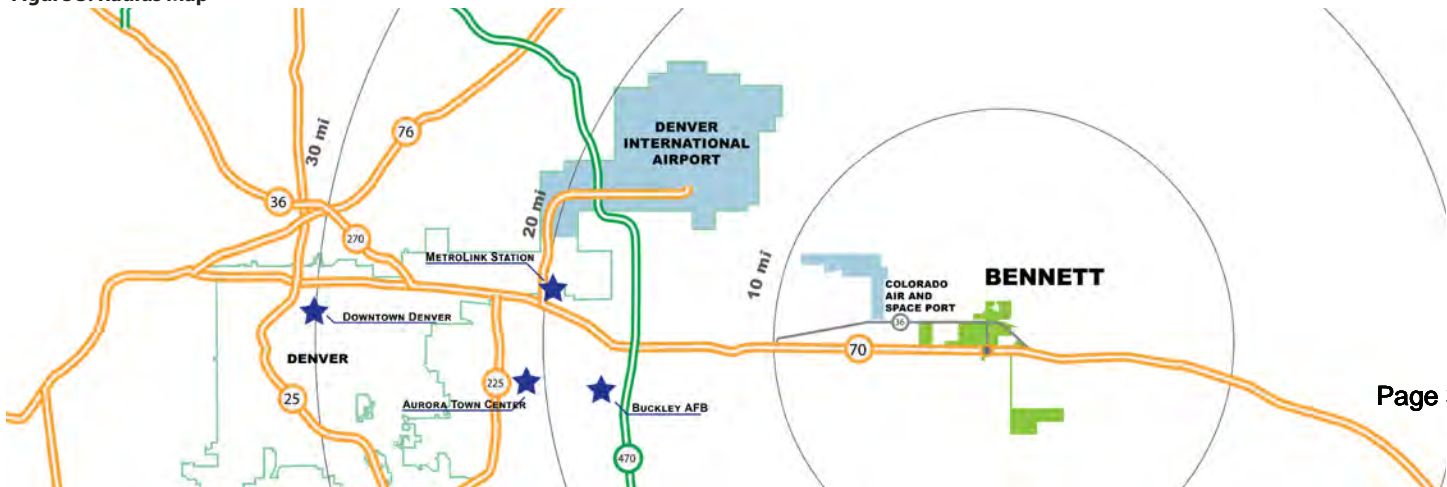 30 mi
76
DENVER
INTERNATIONAL
AIRPORT
36
20 mi
270
METROLINK STATION
10 mi
COLORADO
AIR AND
SPACE PORT
BENNETT
36
DOWNTOWN DENVER
DENVER
70
225
25
AURORA TOWN CENTER
BUCKLEY AFB
Page
470